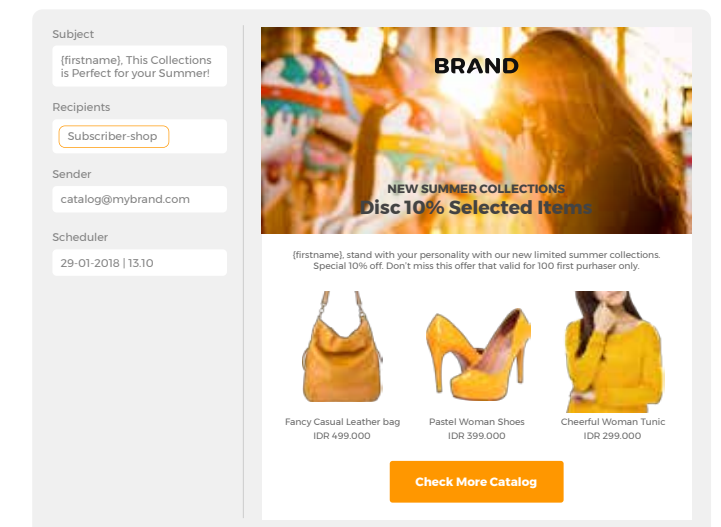 Subject
{firstname}, This Collections
is Perfect for your Summer!
Recipients
Subscriber-shop
Sender
catalog@mybrand.com
Scheduler
29-01-2018 | 13.10
BRAND
NEW SUMMER COLLECTIONS
Disc 10% Selected Items
{firstname}, stand with your personality with our new limited summer collections.
Special 10% off. Don't miss this offer that valid for 100 first purhaser only.
Fancy Casual Leather bag
IDR 499.000
Pastel Woman Shoes
IDR 399.000
Cheerful Woman Tunic
IDR 299.000
Check More Catalog